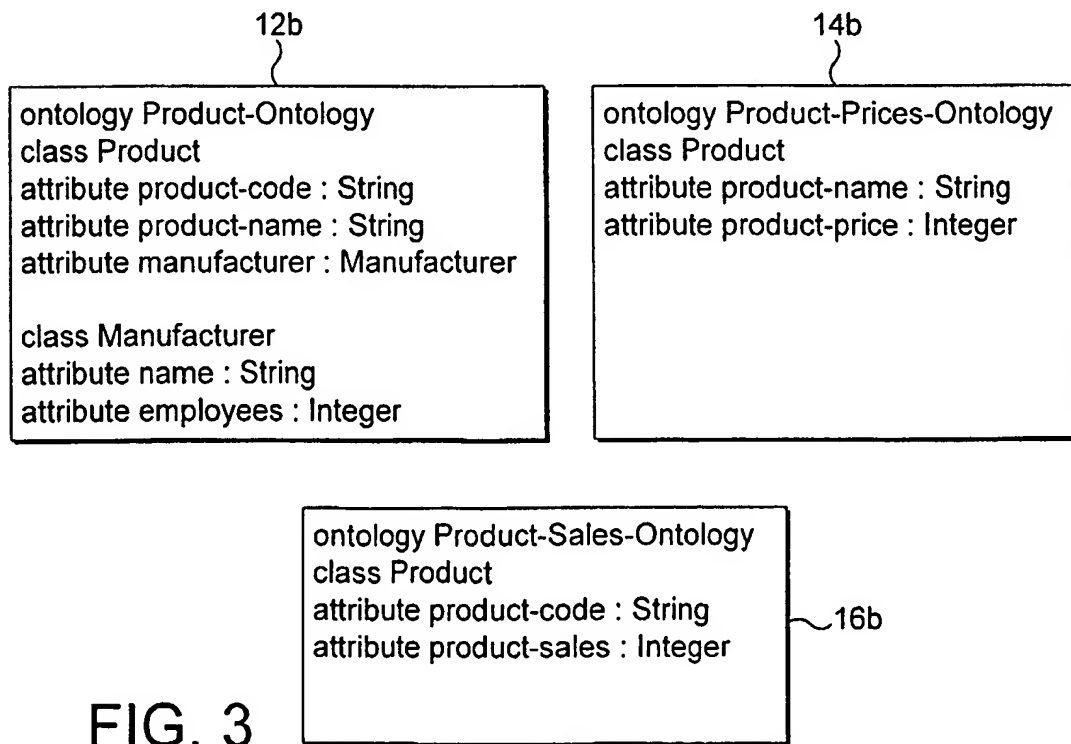 12b
ontology Product-Ontology
class Product
attribute product-code : String
attribute product-name : String
attribute manufacturer : Manufacturer
class Manufacturer
attribute name : String
attribute employees : Integer
14b
ontology Product-Prices-Ontology
class Product
attribute product-name : String
attribute product-price : Integer
ontology Product-Sales-Ontology
class Product
attribute product-code : String
attribute product-sales : Integer
16b
FIG. 3